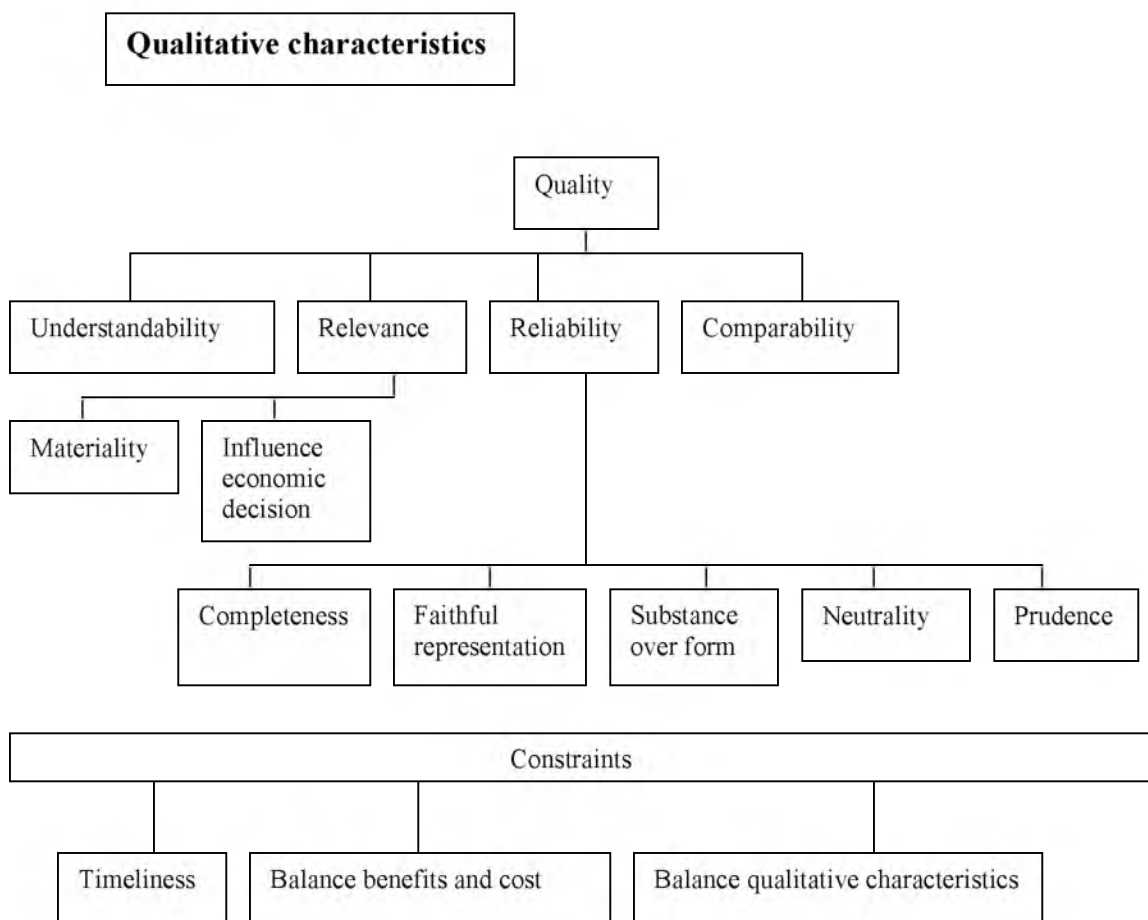 Qualitative characteristics
Quality
Understandability
Relevance
Reliability
Comparability
Materiality
Influence
economic
decision
Completeness
Faithful
representation
Substance
over form
Neutrality
Prudence
Constraints
Timeliness
Balance benefits and cost
Balance qualitative characteristics